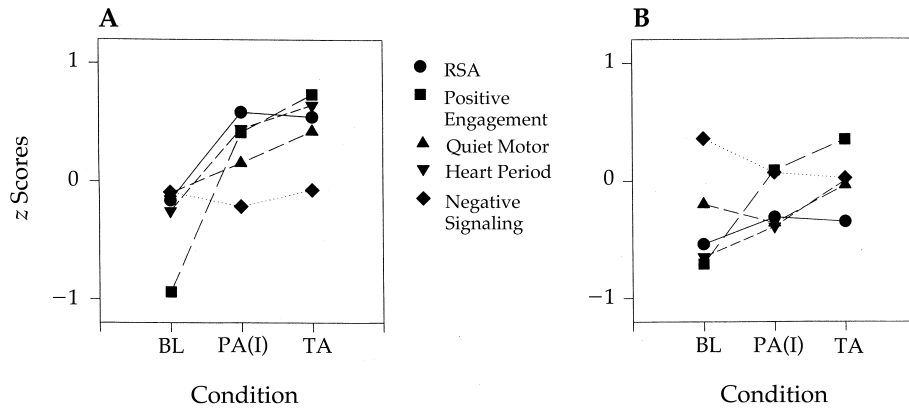 A
B
1
0
−1
z Scores
BL PA(I) TA
Condition
RSA
Positive
Engagement
Quiet Motor
Heart Period
Negative
Signaling
1
0
−1
BL PA(I) TA
Condition